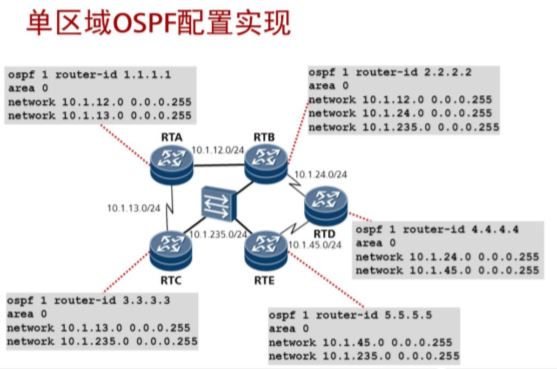 单区域OSPF配置实现
ospf 1 router-id 1.1.1.1
area 0
network 10.1.12.0 0.0.0.255
network 10.1.13.0 0.0.0.255
ospf 1 router-id 2.2.2.2
area 0
network 10.1.12.0 0.0.0.255
network 10.1.24.0 0.0.0.255
network 10.1.235.0 0.0.0.255
RTA
RTB
10.1.12.0/24
10.1.24.0/24
10.1.13.0/24
RTD
10.1.235.0/24
10.1.45.0/24
RTC
RTE
ospf 1 router-id 4.4.4.4
area 0
network 10.1.24.0 0.0.0.255
network 10.1.45.0 0.0.0.255
ospf 1 router-id 3.3.3.3
area 0
network 10.1.13.0 0.0.0.255
network 10.1.235.0 0.0.0.255
ospf 1 router-id 5.5.5.5
area 0
network 10.1.45.0 0.0.0.255
network 10.1.235.0 0.0.0.255